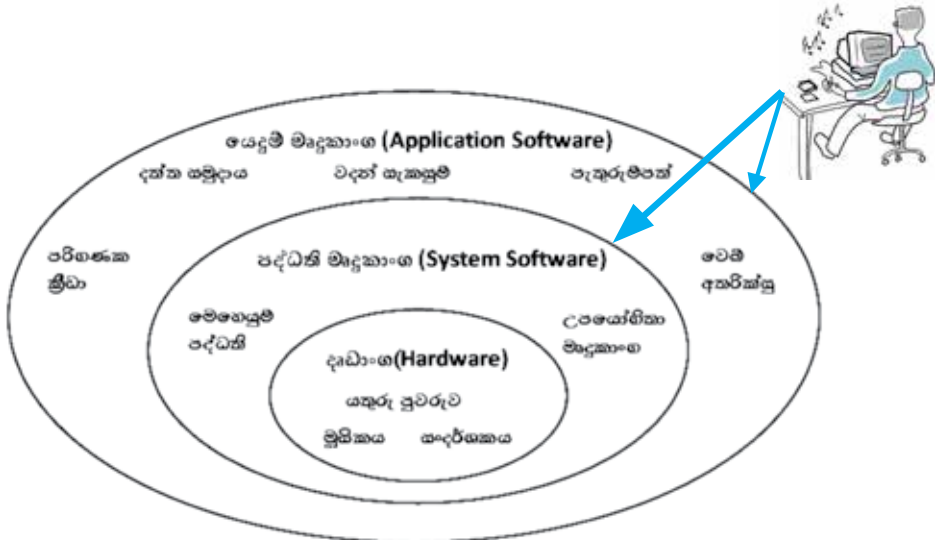 යෙදුම් මෘදුකාංග (Application Software)
දත්ත සමුදාය වදන් සැකසුම් පැතුරුම්පත්
පරිගණක
ක්‍රීඩා
වෙබ්
අතරික්සු
පද්ධති මෘදුකාංග (System Software)
මෙහෙයුම්
පද්ධති
උපයෝගිතා
මෘදුකාංග
දෘඪාංග(Hardware)
යතුරු පුවරුව
මූසිකය සංදර්ශකය